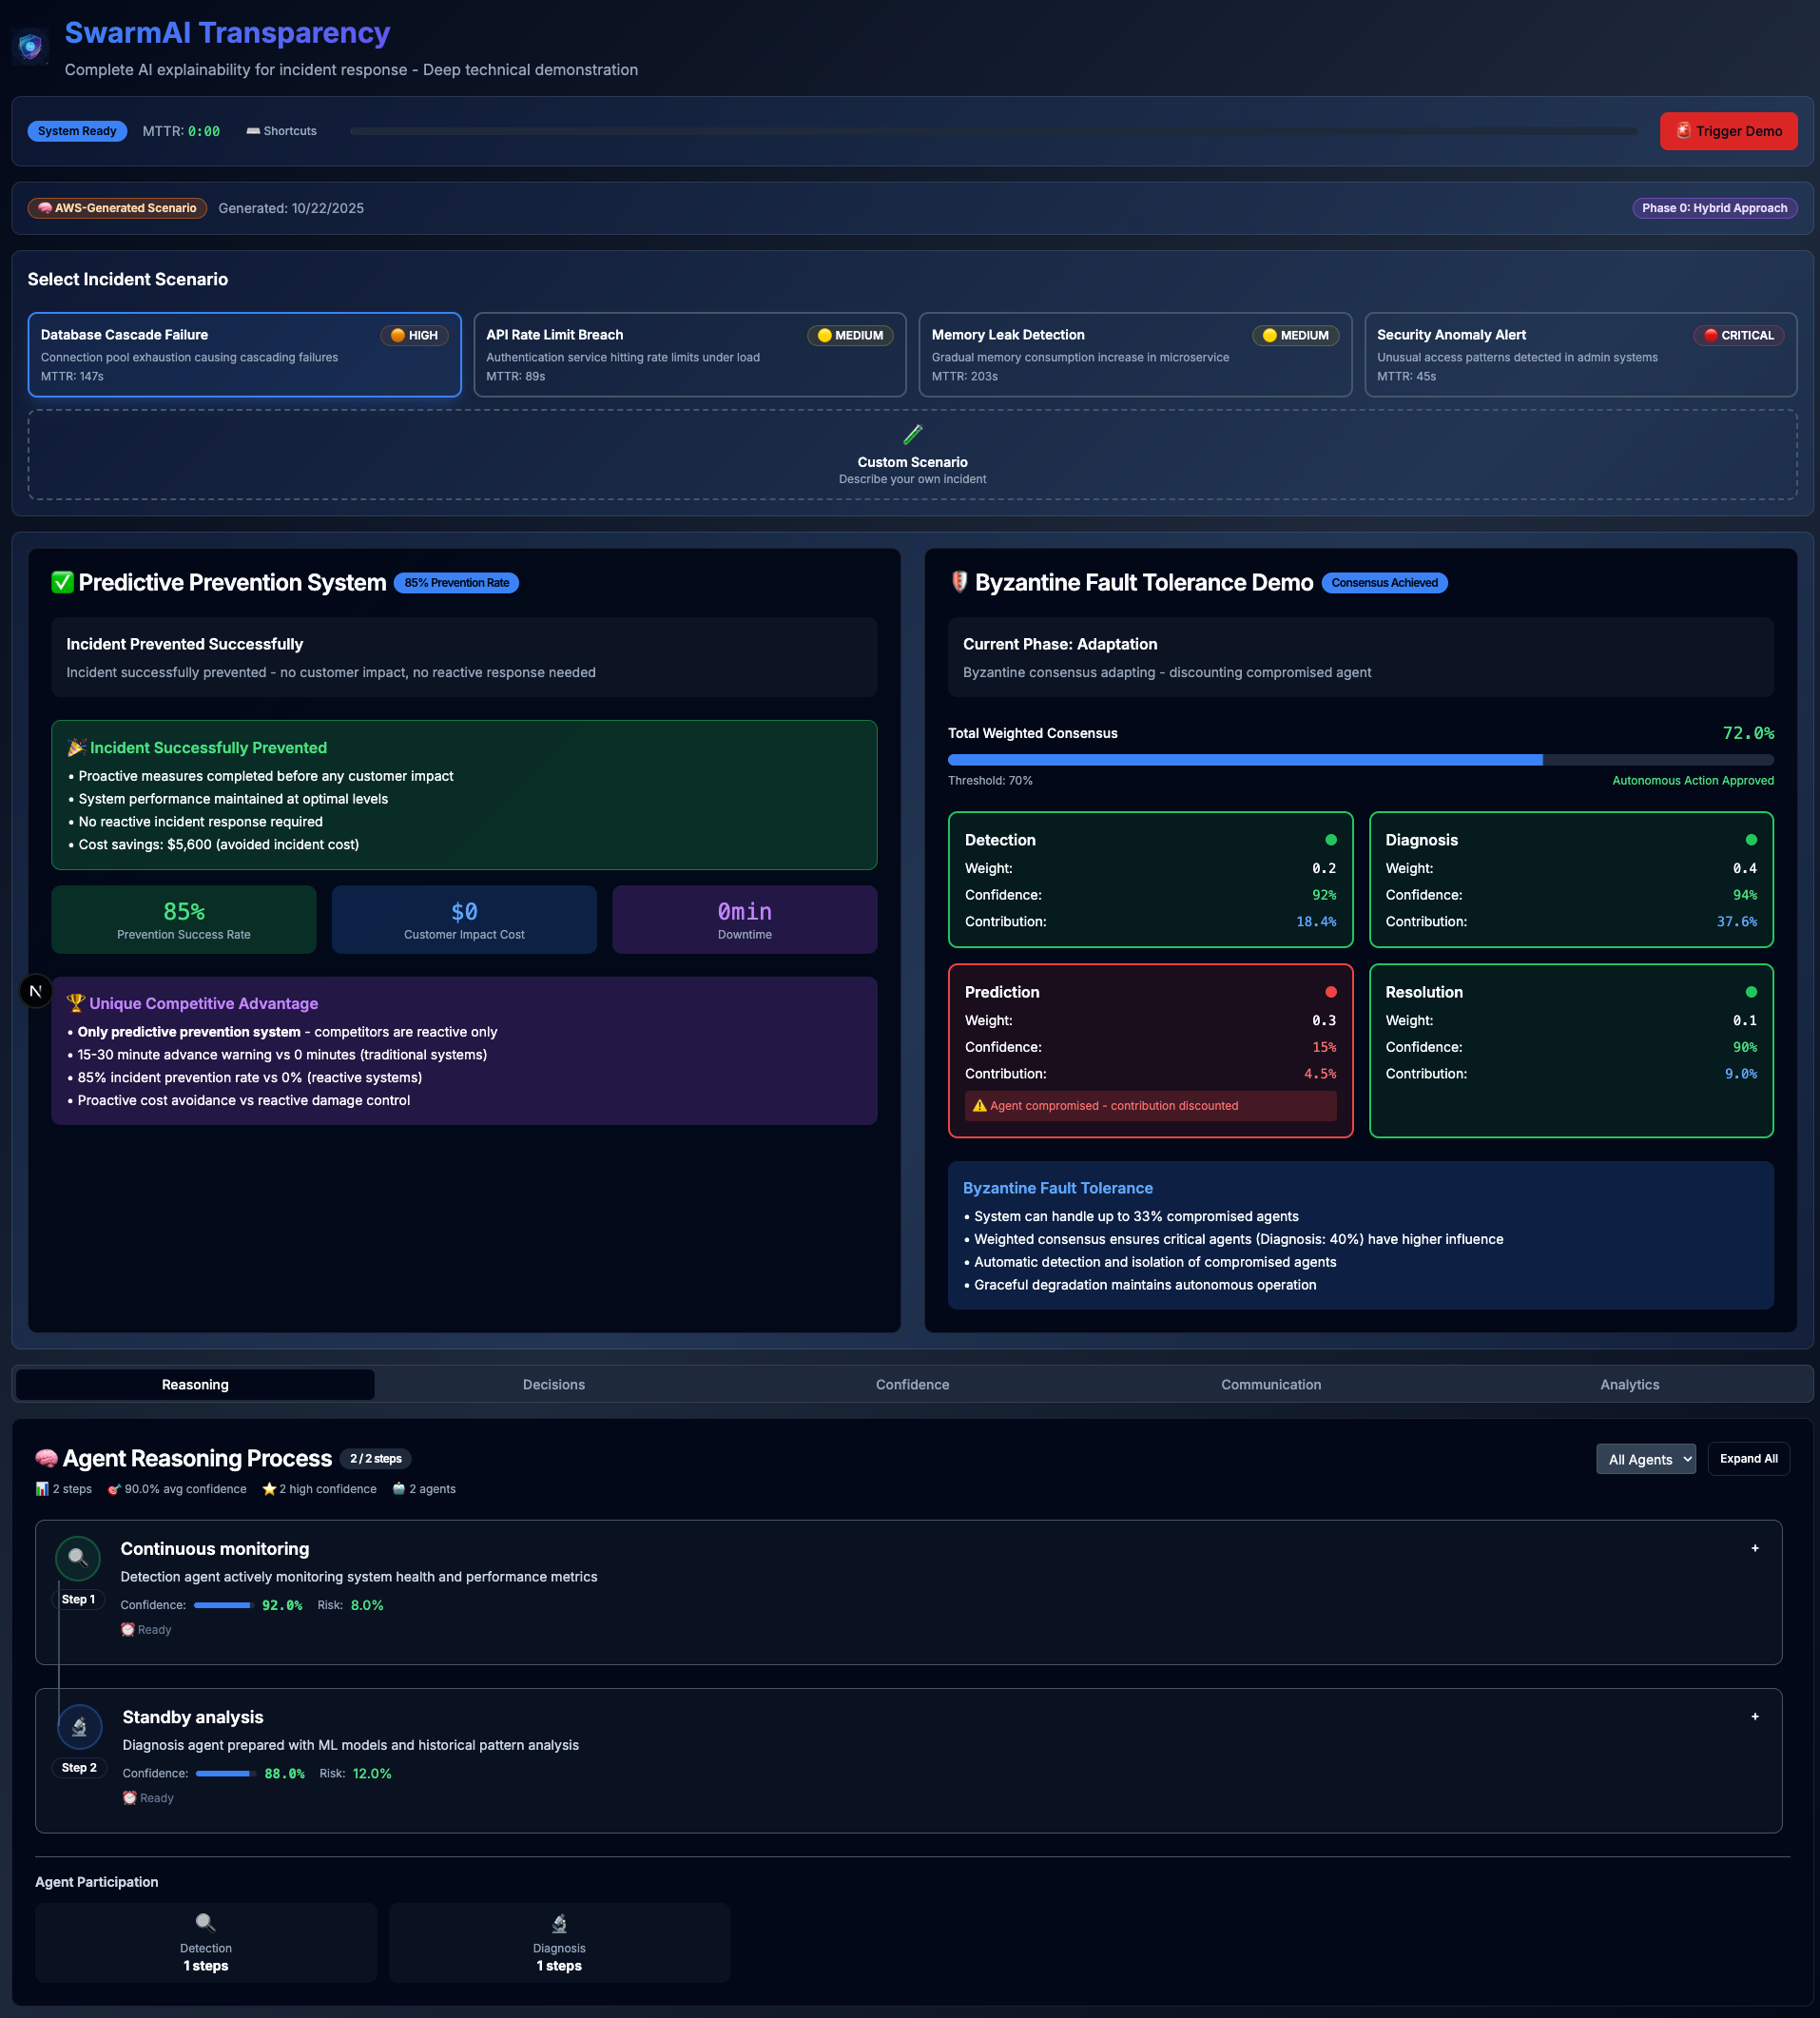 SwarmAI Transparency
Complete AI explainability for incident response - Deep technical demonstration
System Ready
MTTR: 0:00
Shortcuts
Trigger Demo
AWS-Generated Scenario
Generated: 10/22/2025
Phase 0: Hybrid Approach
Select Incident Scenario
Database Cascade Failure
HIGH
Connection pool exhaustion causing cascading failures
MTTR: 147s
API Rate Limit Breach
MEDIUM
Authentication service hitting rate limits under load
MTTR: 89s
Memory Leak Detection
MEDIUM
Gradual memory consumption increase in microservice
MTTR: 203s
Security Anomaly Alert
CRITICAL
Unusual access patterns detected in admin systems
MTTR: 45s
Custom Scenario
Describe your own incident
Predictive Prevention System
85% Prevention Rate
Incident Prevented Successfully
Incident successfully prevented - no customer impact, no reactive response needed
Incident Successfully Prevented
• Proactive measures completed before any customer impact
• System performance maintained at optimal levels
• No reactive incident response required
• Cost savings: $5,600 (avoided incident cost)
85%
Prevention Success Rate
$0
Customer Impact Cost
0min
Downtime
N
Unique Competitive Advantage
• Only predictive prevention system - competitors are reactive only
• 15-30 minute advance warning vs 0 minutes (traditional systems)
• 85% incident prevention rate vs 0% (reactive systems)
• Proactive cost avoidance vs reactive damage control
Byzantine Fault Tolerance Demo
Consensus Achieved
Current Phase: Adaptation
Byzantine consensus adapting - discounting compromised agent
Total Weighted Consensus
72.0%
Threshold: 70%
Autonomous Action Approved
Detection
Weight: 0.2
Confidence: 92%
Contribution: 18.4%
Diagnosis
Weight: 0.4
Confidence: 94%
Contribution: 37.6%
Prediction
Weight: 0.3
Confidence: 15%
Contribution: 4.5%
Agent compromised - contribution discounted
Resolution
Weight: 0.1
Confidence: 90%
Contribution: 9.0%
Byzantine Fault Tolerance
• System can handle up to 33% compromised agents
• Weighted consensus ensures critical agents (Diagnosis: 40%) have higher influence
• Automatic detection and isolation of compromised agents
• Graceful degradation maintains autonomous operation
Reasoning
Decisions
Confidence
Communication
Analytics
Agent Reasoning Process
2 / 2 steps
All Agents
Expand All
2 steps
90.0% avg confidence
2 high confidence
2 agents
Continuous monitoring
+
Detection agent actively monitoring system health and performance metrics
Step 1
Confidence: 92.0% Risk: 8.0%
Ready
Standby analysis
+
Diagnosis agent prepared with ML models and historical pattern analysis
Step 2
Confidence: 88.0% Risk: 12.0%
Ready
Agent Participation
Detection
1 steps
Diagnosis
1 steps